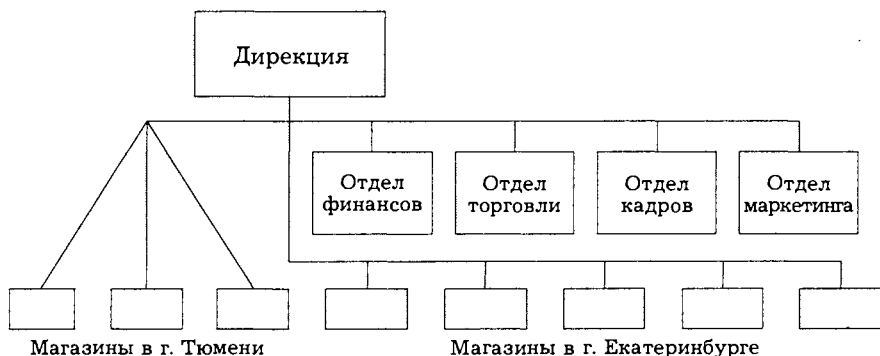 Дирекция
Отдел
финансов
Отдел
торговли
Отдел
кадров
Отдел
маркетинга
Магазины в г. Тюмени
Магазины в г. Екатеринбурге